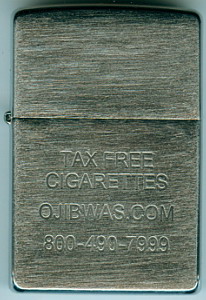 TAX FREE
CIGARETTES
OJIBWAS.COM
800-490-7999